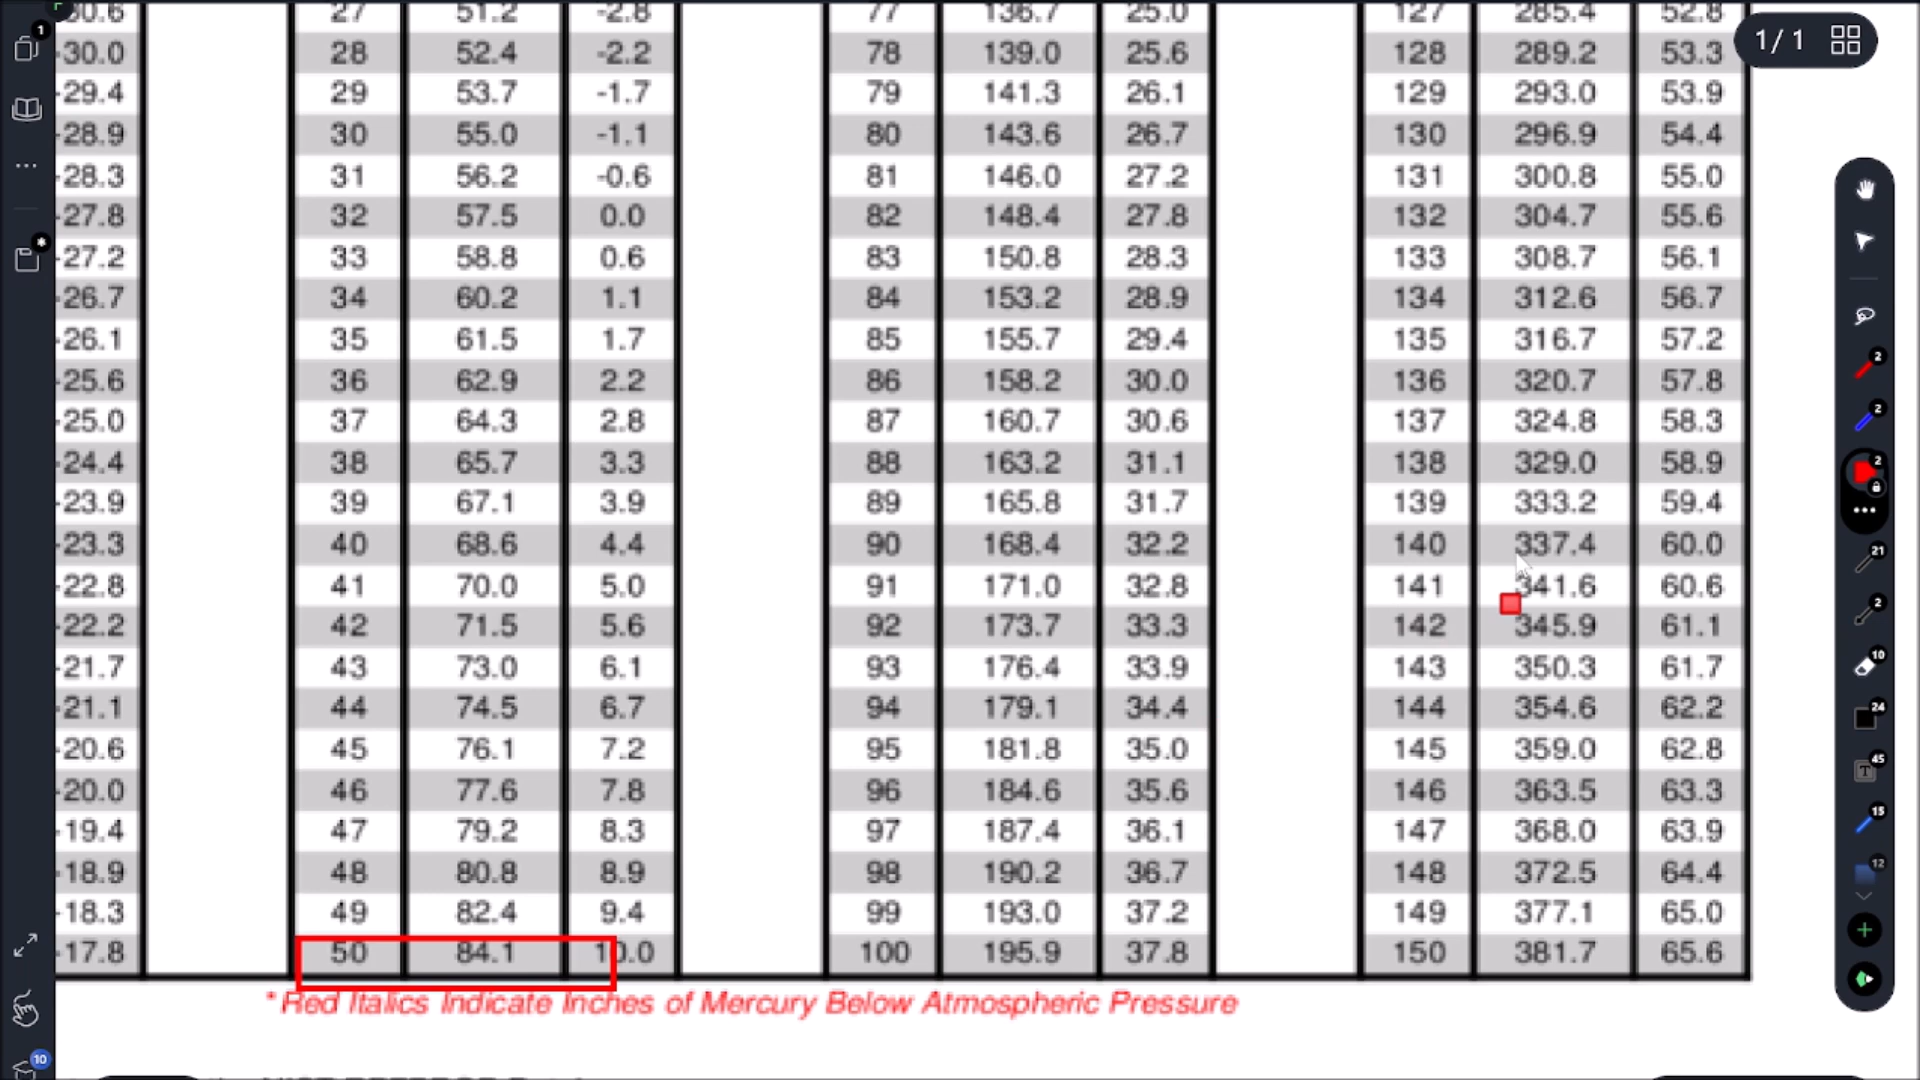 -30.6 27 51.2 -2.8 77 136.7 25.0 127 285.4 52.8
-30.0 28 52.4 -2.2 78 139.0 25.6 128 289.2 53.3
-29.4 29 53.7 -1.7 79 141.3 26.1 129 293.0 53.9
-28.9 30 55.0 -1.1 80 143.6 26.7 130 296.9 54.4
-28.3 31 56.2 -0.6 81 146.0 27.2 131 300.8 55.0
-27.8 32 57.5 0.0 82 148.4 27.8 132 304.7 55.6
-27.2 33 58.8 0.6 83 150.8 28.3 133 308.7 56.1
-26.7 34 60.2 1.1 84 153.2 28.9 134 312.6 56.7
-26.1 35 61.5 1.7 85 155.7 29.4 135 316.7 57.2
-25.6 36 62.9 2.2 86 158.2 30.0 136 320.7 57.8
-25.0 37 64.3 2.8 87 160.7 30.6 137 324.8 58.3
-24.4 38 65.7 3.3 88 163.2 31.1 138 329.0 58.9
-23.9 39 67.1 3.9 89 165.8 31.7 139 333.2 59.4
-23.3 40 68.6 4.4 90 168.4 32.2 140 337.4 60.0
-22.8 41 70.0 5.0 91 171.0 32.8 141 341.6 60.6
-22.2 42 71.5 5.6 92 173.7 33.3 142 345.9 61.1
-21.7 43 73.0 6.1 93 176.4 33.9 143 350.3 61.7
-21.1 44 74.5 6.7 94 179.1 34.4 144 354.6 62.2
-20.6 45 76.1 7.2 95 181.8 35.0 145 359.0 62.8
-20.0 46 77.6 7.8 96 184.6 35.6 146 363.5 63.3
-19.4 47 79.2 8.3 97 187.4 36.1 147 368.0 63.9
-18.9 48 80.8 8.9 98 190.2 36.7 148 372.5 64.4
-18.3 49 82.4 9.4 99 193.0 37.2 149 377.1 65.0
-17.8 50 84.1 10.0 100 195.9 37.8 150 381.7 65.6
* Red Italics Indicate Inches of Mercury Below Atmospheric Pressure
1/1
1
10
2
2
2
21
2
10
24
T 45
15
12